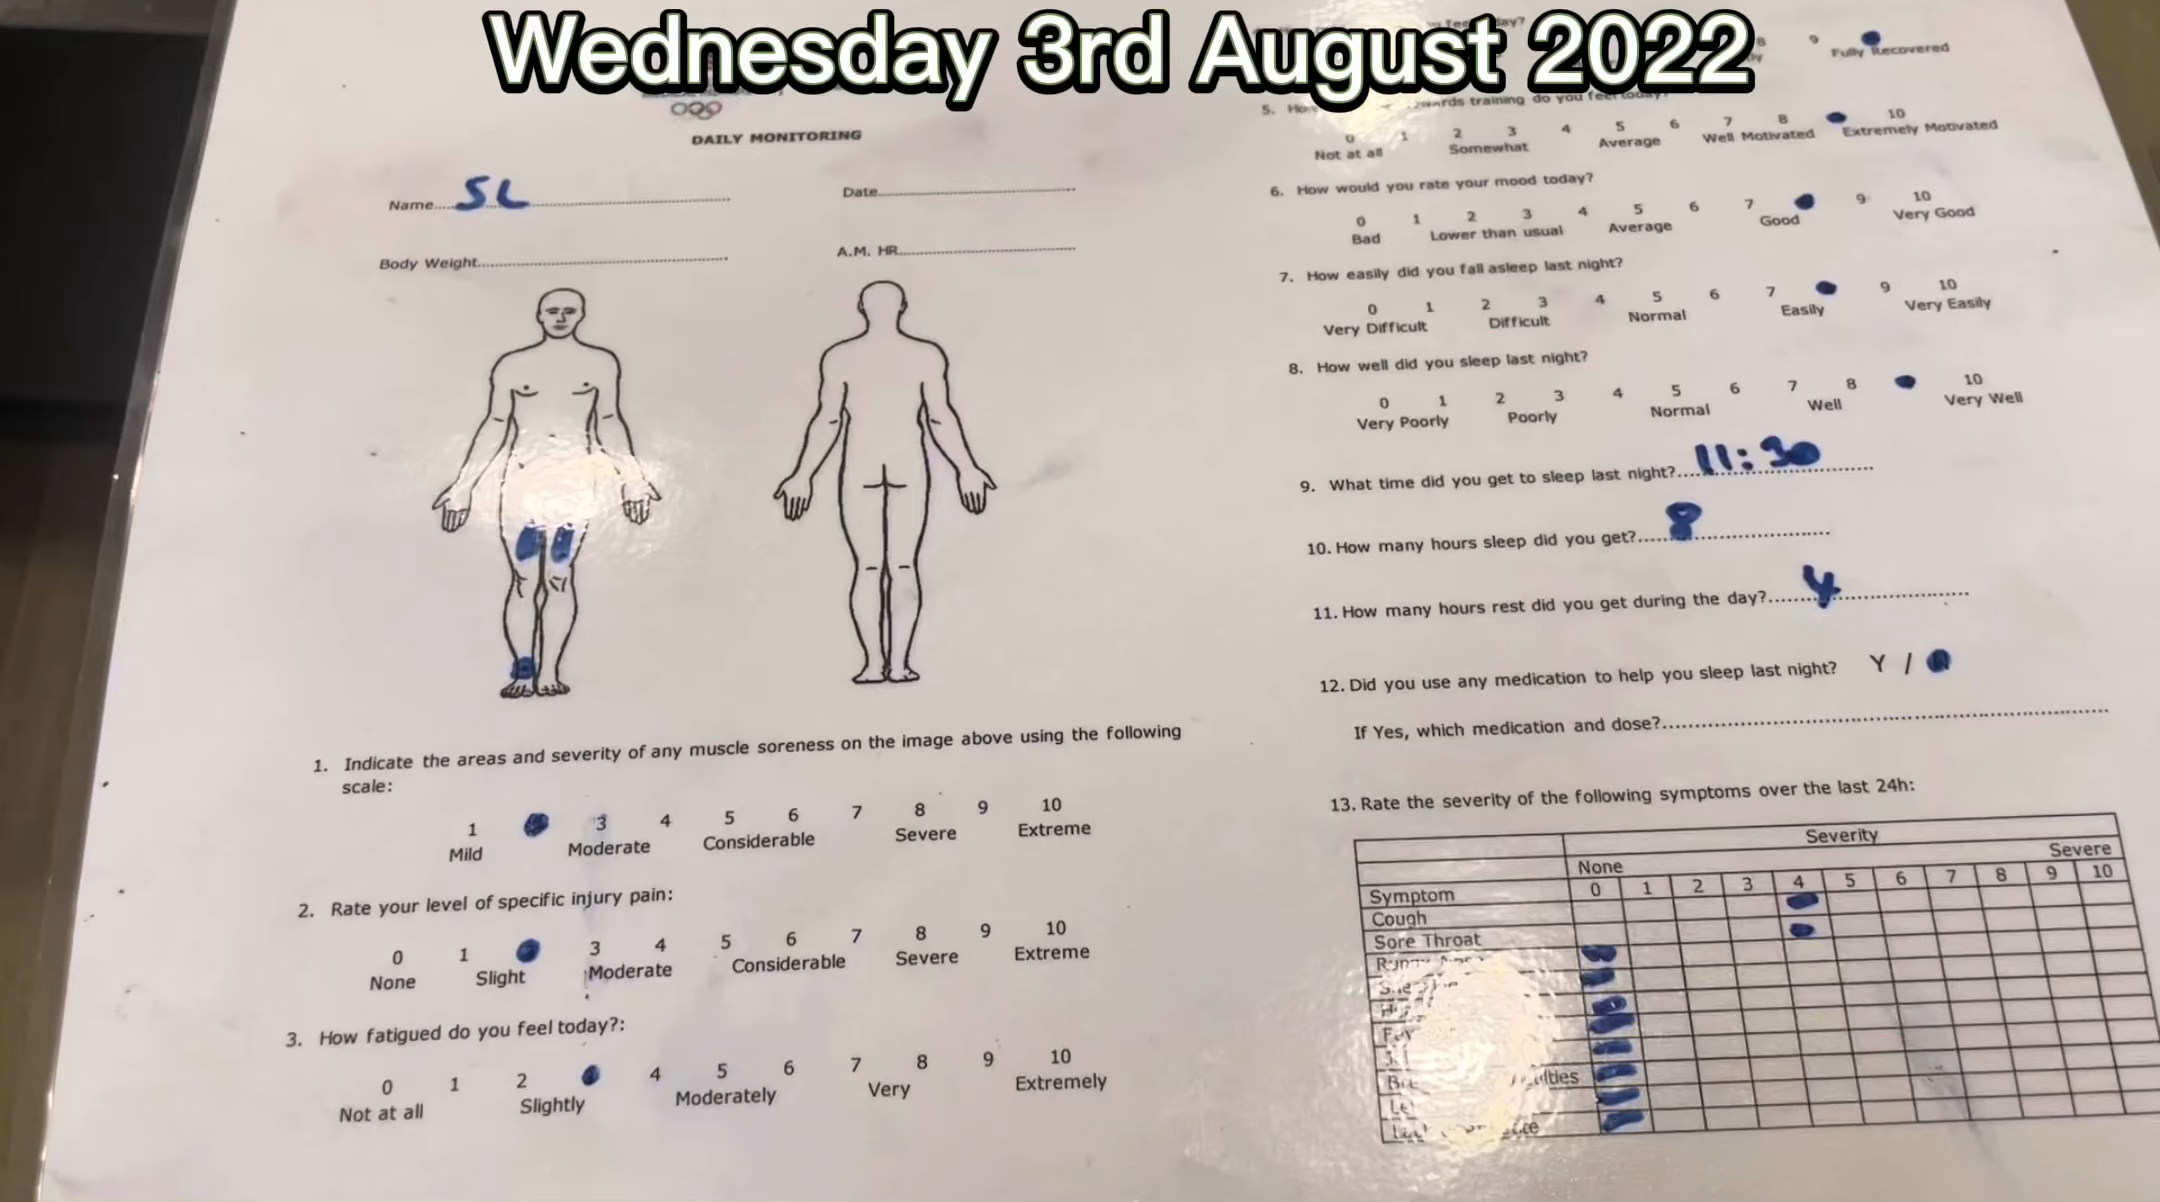 Wednesday 3rd August 2022
DAILY MONITORING
Name SL
Date
Body Weight
A.M. HR
1. Indicate the areas and severity of any muscle soreness on the image above using the following
scale:
1 3 4 5 6 7 8 9 10
Mild Moderate Considerable Severe Extreme
2. Rate your level of specific injury pain:
0 1 3 4 5 6 7 8 9 10
None Slight Moderate Considerable Severe Extreme
3. How fatigued do you feel today?:
0 1 2 4 5 6 7 8 9 10
Not at all Slightly Moderately Very Extremely
8 9
Fully Recovered
5. training do you feel today?
0 1 2 3 4 5 6 7 8 10
Not at all Somewhat Average Well Motivated Extremely Motivated
6. How would you rate your mood today?
0 1 2 3 4 5 6 7 9 10
Bad Lower than usual Average Good Very Good
7. How easily did you fall asleep last night?
0 1 2 3 4 5 6 7 9 10
Very Difficult Difficult Normal Easily Very Easily
8. How well did you sleep last night?
0 1 2 3 4 5 6 7 8 10
Very Poorly Poorly Normal Well Very Well
9. What time did you get to sleep last night? 11:30
10. How many hours sleep did you get? 8
11. How many hours rest did you get during the day? 4
12. Did you use any medication to help you sleep last night? Y /
If Yes, which medication and dose?
13. Rate the severity of the following symptoms over the last 24h:
Severity
None Severe
Symptom 0 1 2 3 4 5 6 7 8 9 10
Cough
Sore Throat